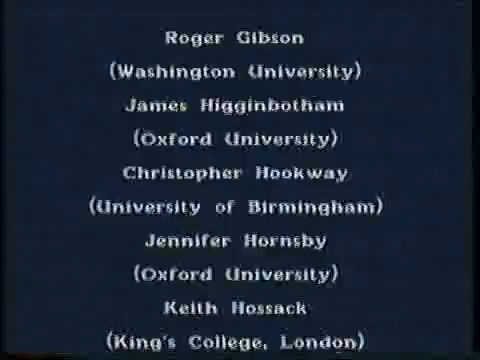 Roger Gibson
(Washington University)
James Higginbotham
(Oxford University)
Christopher Hookway
(University of Birmingham)
Jennifer Hornsby
(Oxford University)
Keith Hossack
(King's College, London)